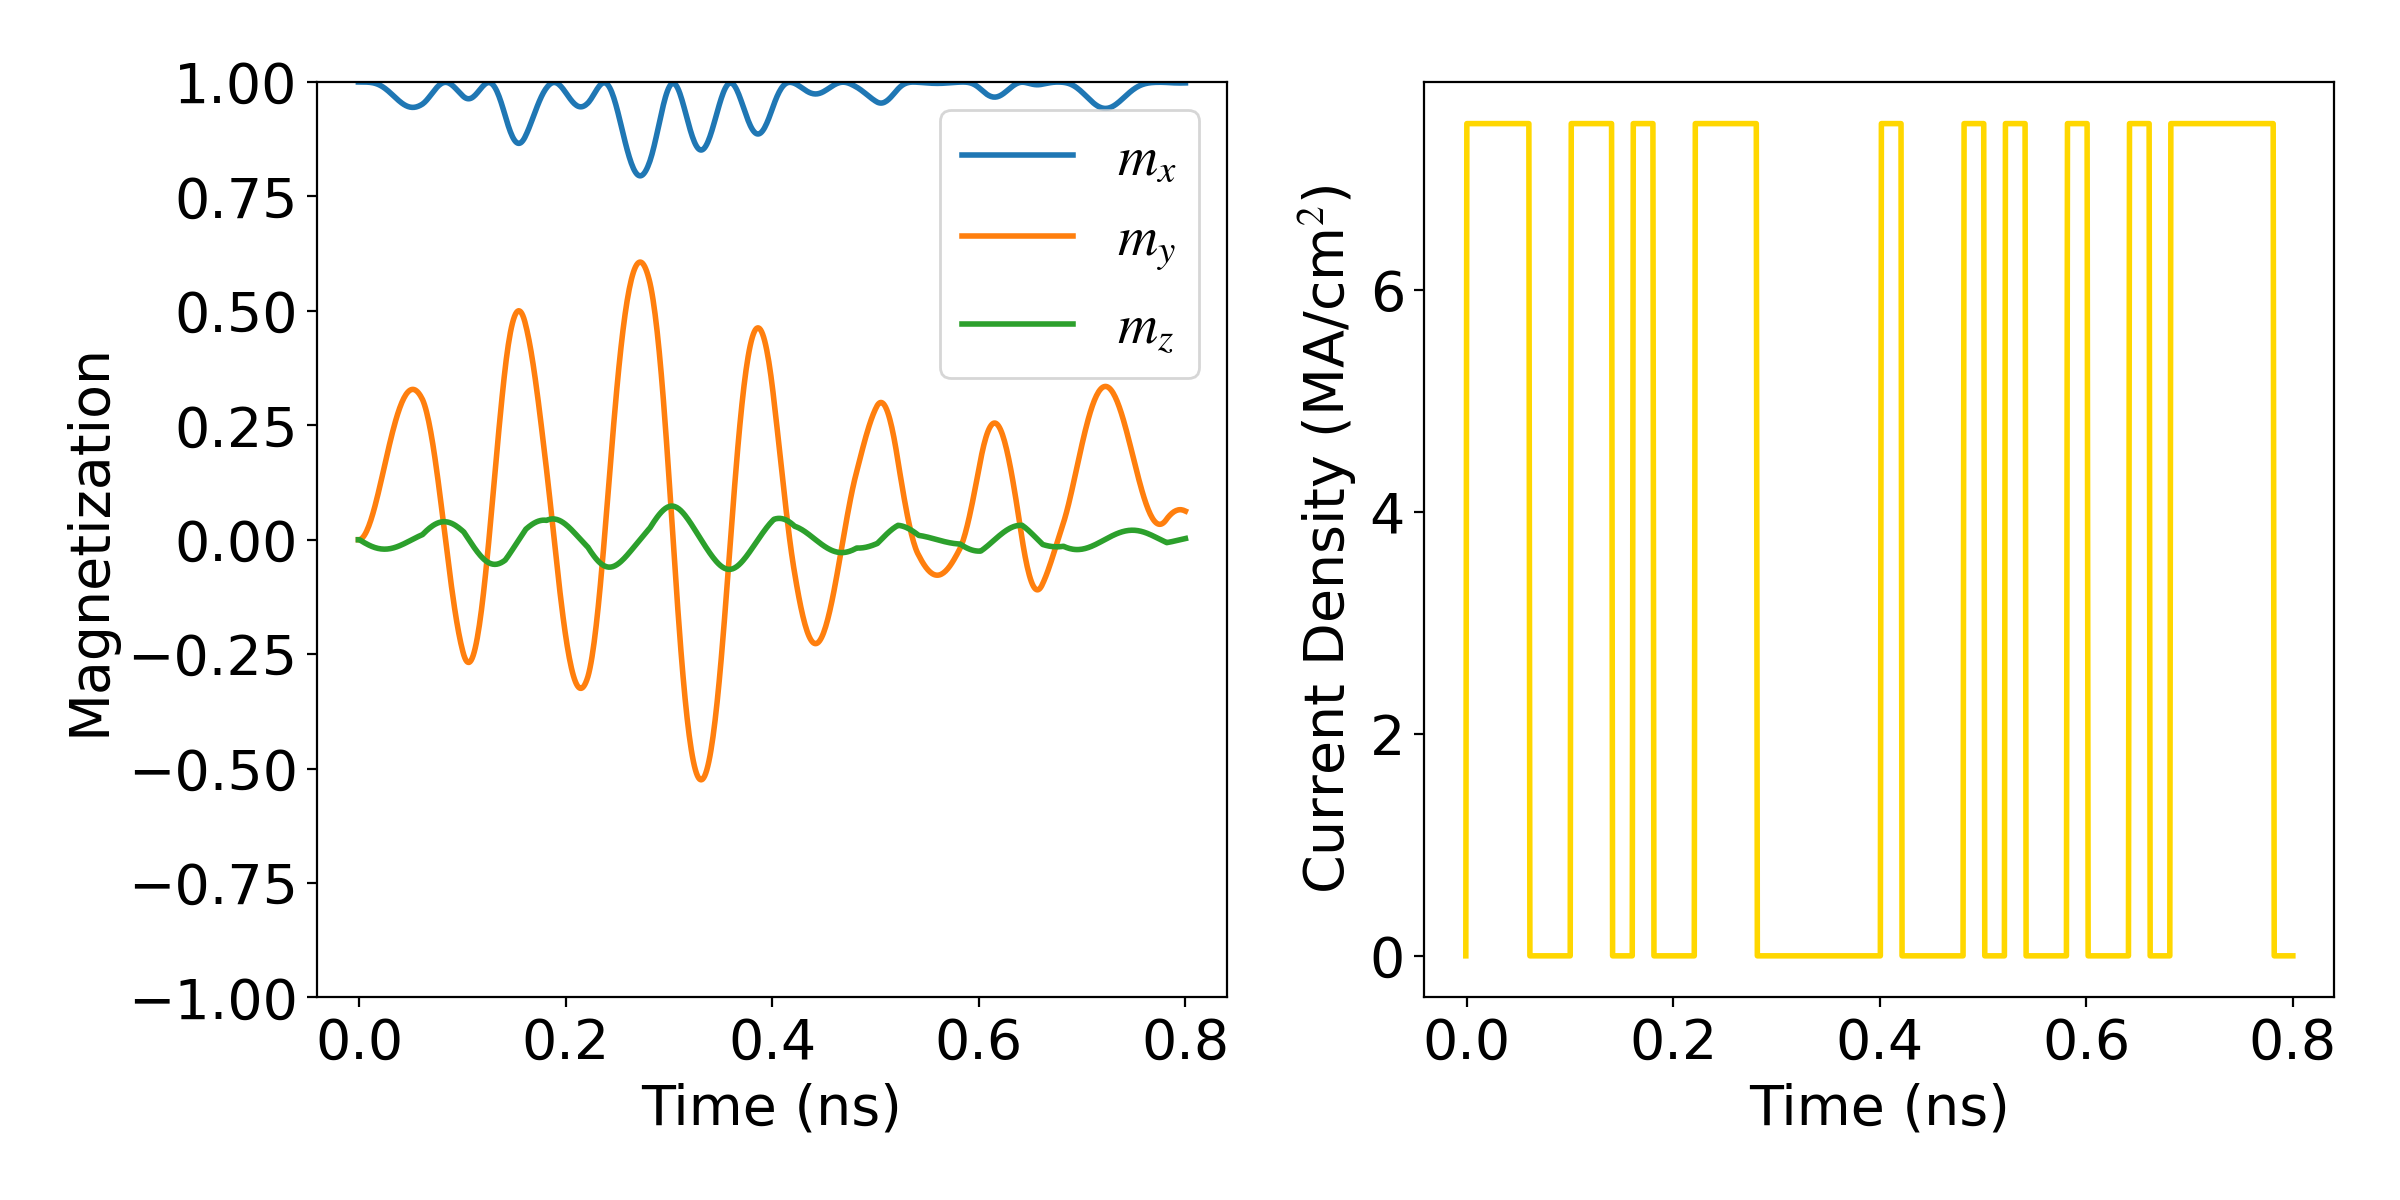 1.00
0.75
0.50
0.25
0.00
−0.25
−0.50
−0.75
−1.00
Magnetization
0.0 0.2 0.4 0.6 0.8
Time (ns)
m_x
m_y
m_z
6
4
2
0
Current Density (MA/cm²)
0.0 0.2 0.4 0.6 0.8
Time (ns)